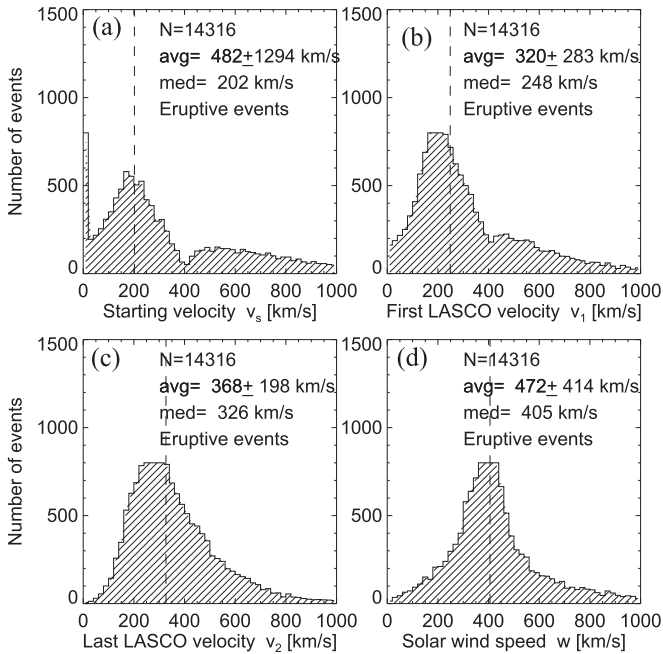 (a)
N=14316
avg= 482±1294 km/s
med= 202 km/s
Eruptive events
Number of events
1500
1000
500
0
0 200 400 600 800 1000
Starting velocity vs [km/s]
(b)
N=14316
avg= 320± 283 km/s
med= 248 km/s
Eruptive events
1500
1000
500
0
0 200 400 600 800 1000
First LASCO velocity v1 [km/s]
(c)
N=14316
avg= 368± 198 km/s
med= 326 km/s
Eruptive events
Number of events
1500
1000
500
0
0 200 400 600 800 1000
Last LASCO velocity v2 [km/s]
(d)
N=14316
avg= 472± 414 km/s
med= 405 km/s
Eruptive events
1500
1000
500
0
0 200 400 600 800 1000
Solar wind speed w [km/s]